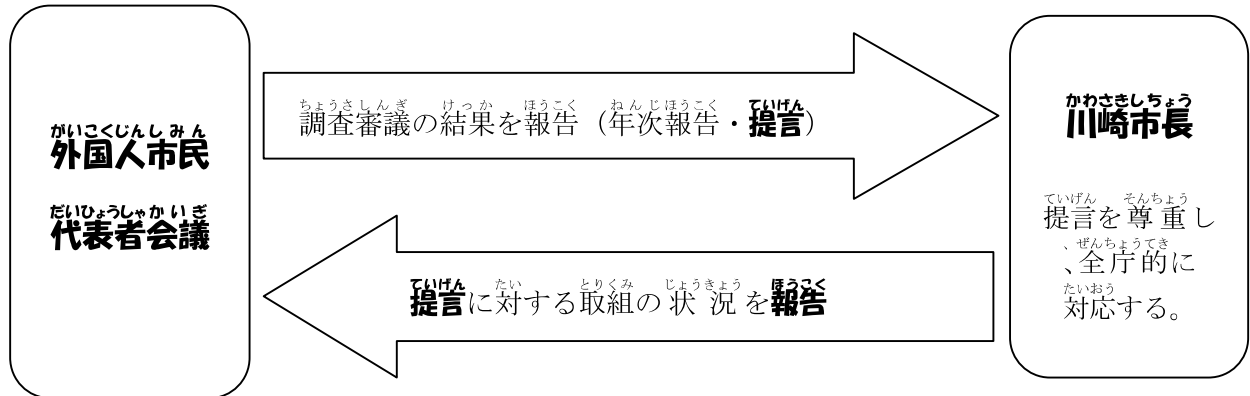 がいこくじんしみん
外国人市民
だいひょうしゃかいぎ
代表者会議
ちょうさしんぎ けっか ほうこく ねんじほうこく ていげん
調査審議の結果を報告（年次報告・提言）
ていげん たい とりくみ じょうきょう ほうこく
提言に対する取組の状況を報告
かわさきしちょう
川崎市長
ていげん そんちょう
提言を尊重し
、ぜんちょうてき
、全庁的に
たいおう
対応する。